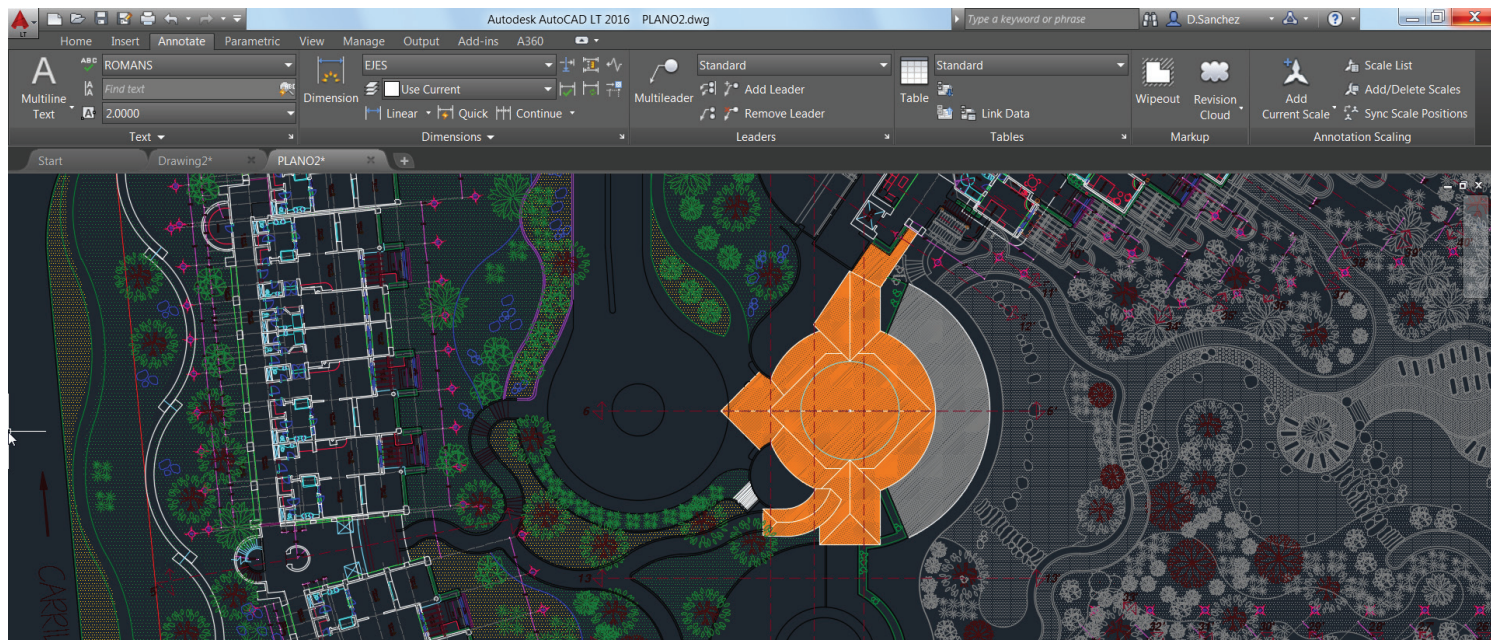 Autodesk AutoCAD LT 2016 PLANO2.dwg
Type a keyword or phrase
D.Sanchez
LT
Home Insert Annotate Parametric View Manage Output Add-ins A360
A
Multiline
Text
ABC
ROMANS
Find text
2.0000
Text
Dimension
EJES
Use Current
Linear Quick Continue
Dimensions
Multileader
Standard
Add Leader
Remove Leader
Leaders
Table
Standard
Link Data
Tables
Wipeout
Revision
Cloud
Markup
Add
Current Scale
Scale List
Add/Delete Scales
Sync Scale Positions
Annotation Scaling
Start Drawing2* PLANO2*
12'
6 6'
13 13'